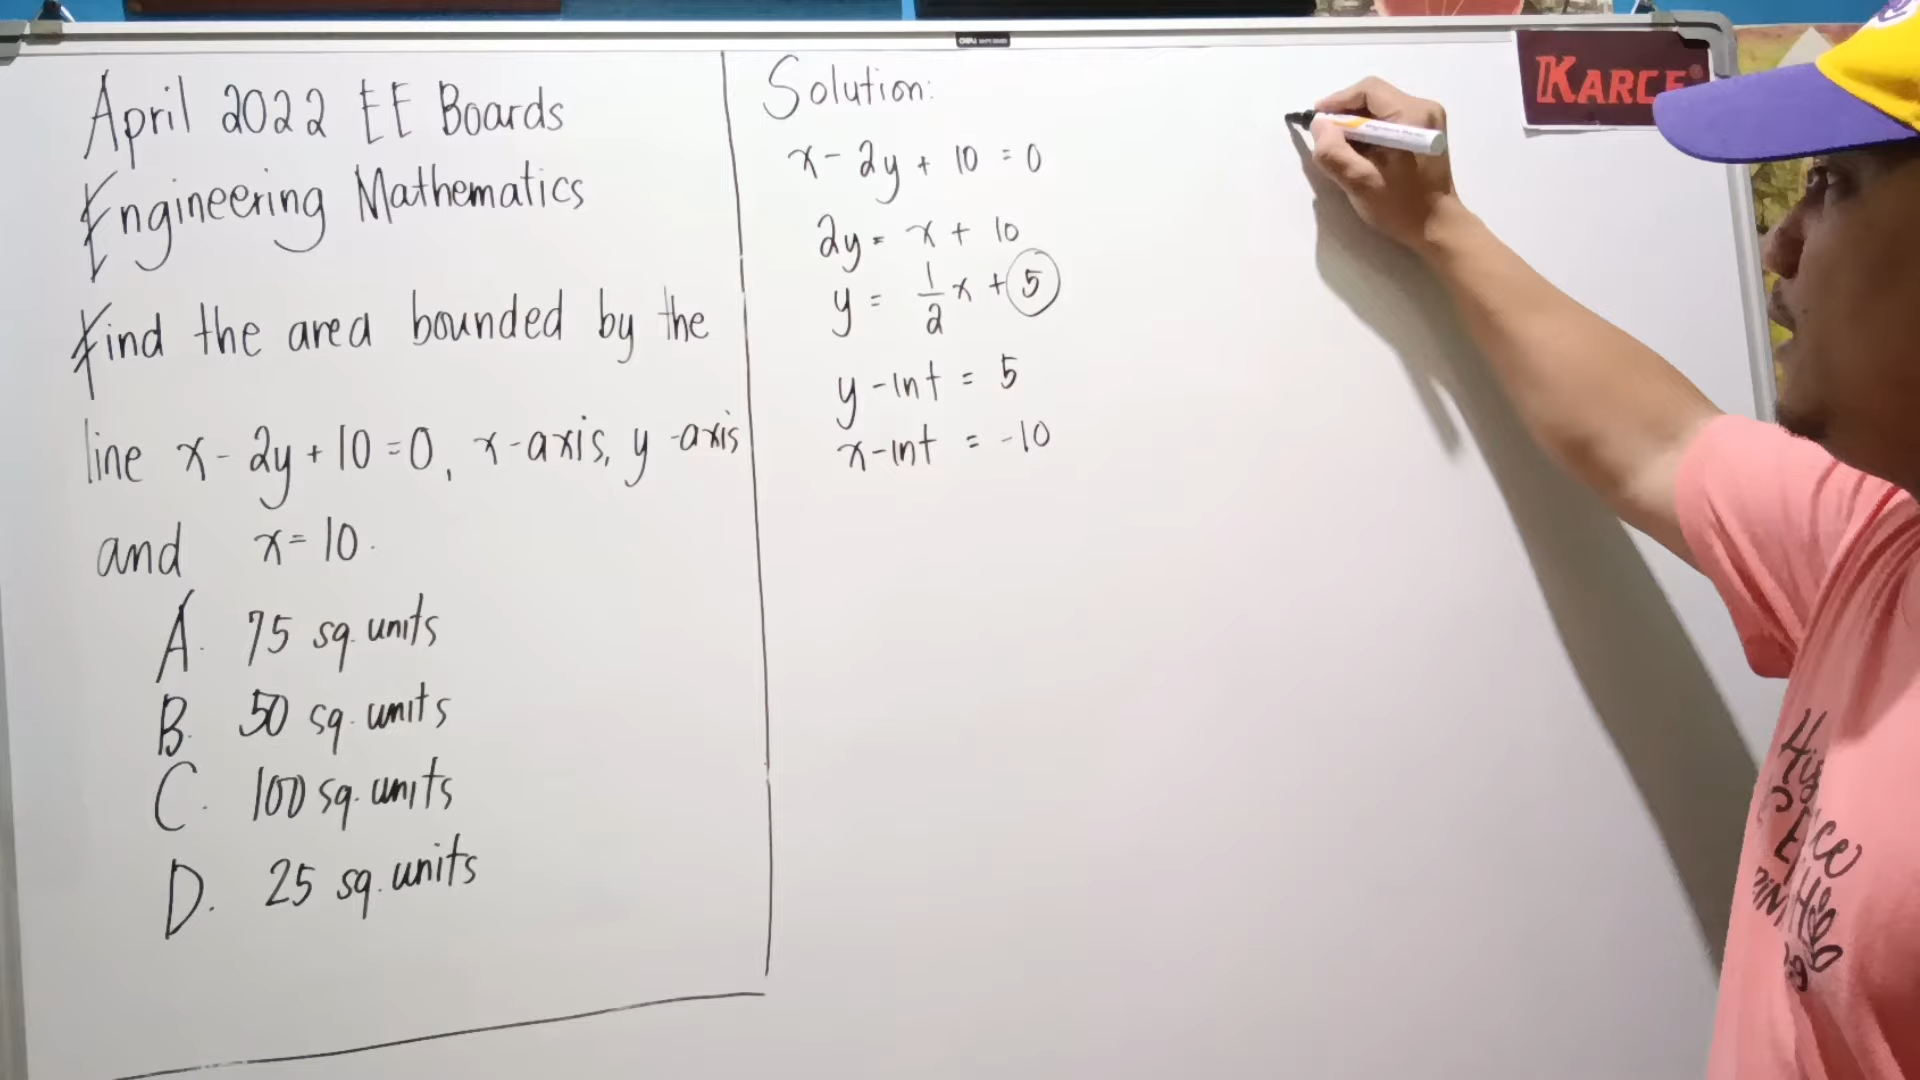 April 2022 EE Boards
Engineering Mathematics
Find the area bounded by the
line x - 2y + 10 = 0, x-axis, y-axis
and x = 10.
A. 75 sq. units
B. 50 sq. units
C. 100 sq. units
D. 25 sq. units
Solution:
x - 2y + 10 = 0
2y = x + 10
y = 1/2 x + 5
y-int = 5
x-int = -10
KARCE